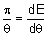 π/θ = dE/dθ